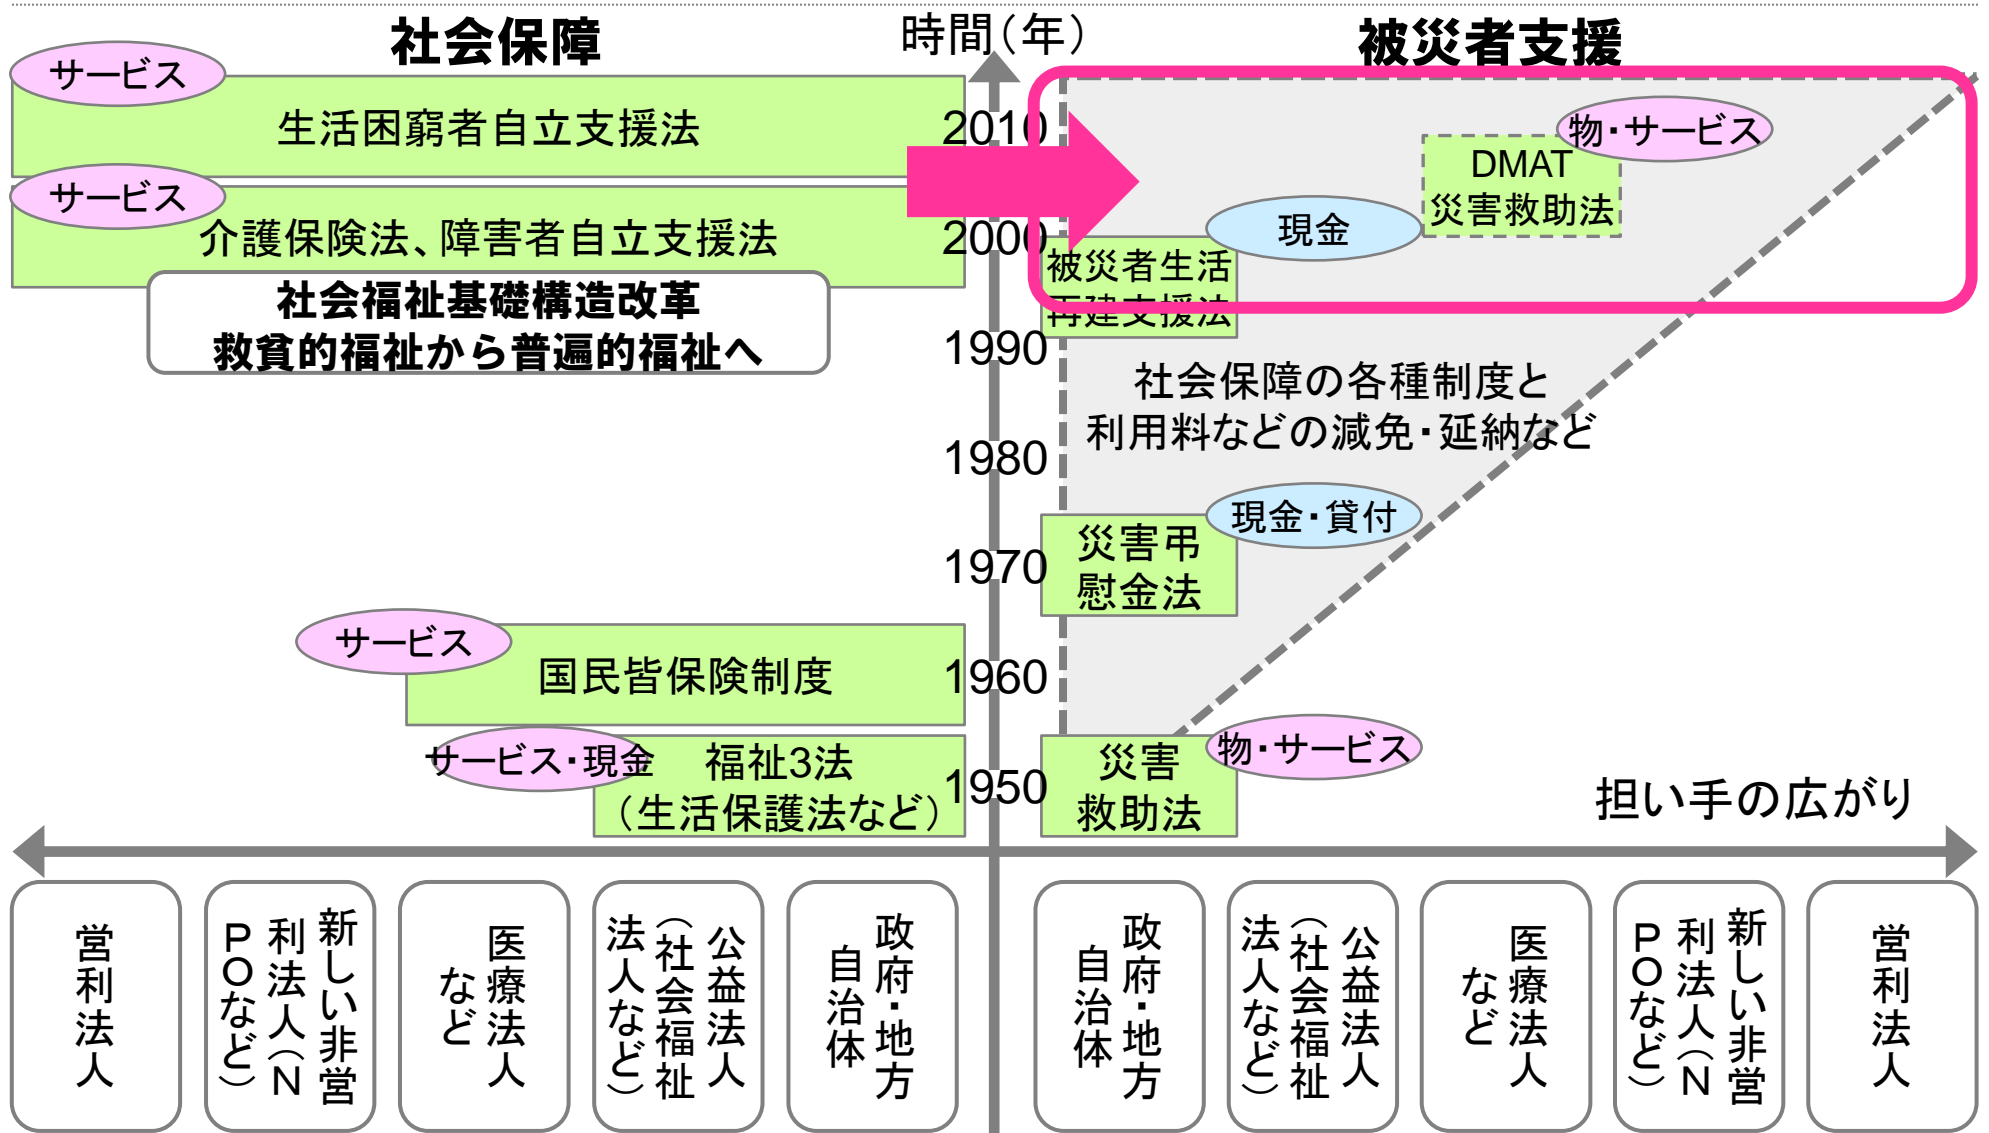 社会保障
時間(年)
被災者支援
サービス
生活困窮者自立支援法
サービス
介護保険法、障害者自立支援法
社会福祉基礎構造改革
救貧的福祉から普遍的福祉へ
サービス
国民皆保険制度
サービス・現金
福祉3法
(生活保護法など)
2010
2000
1990
1980
1970
1960
1950
物・サービス
DMAT
災害救助法
現金
被災者生活
再建支援法
社会保障の各種制度と
利用料などの減免・延納など
現金・貸付
災害弔
慰金法
物・サービス
災害
救助法
担い手の広がり
営利法人
新しい非営
利法人(N
POなど)
医療法人
など
公益法人
(社会福祉
法人など)
政府・地方
自治体
政府・地方
自治体
公益法人
(社会福祉
法人など)
医療法人
など
新しい非営
利法人(N
POなど)
営利法人